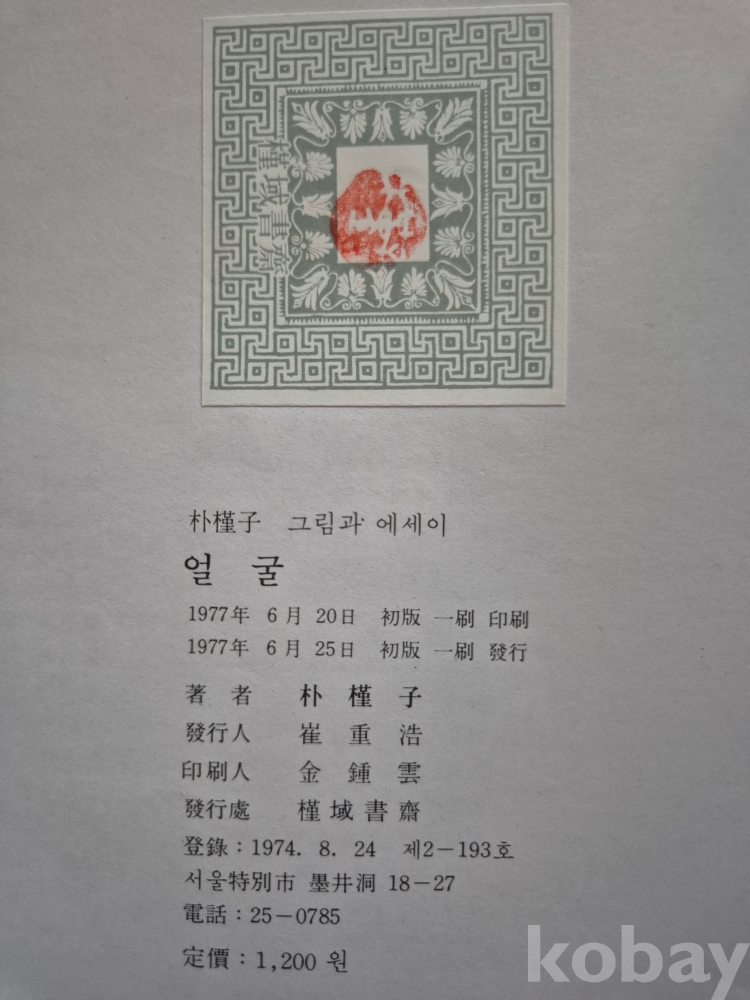 槿域書齋
朴槿子 그림과 에세이
얼 굴
1977年 6月 20日 初版 一刷 印刷
1977年 6月 25日 初版 一刷 發行
著 者 朴 槿 子
發行人 崔 重 浩
印刷人 金 鍾 雲
發行處 槿域書齋
登錄 : 1974. 8. 24 제2-193호
서울特別市 墨井洞 18-27
電話 : 25-0785
定價 : 1,200 원
kobay